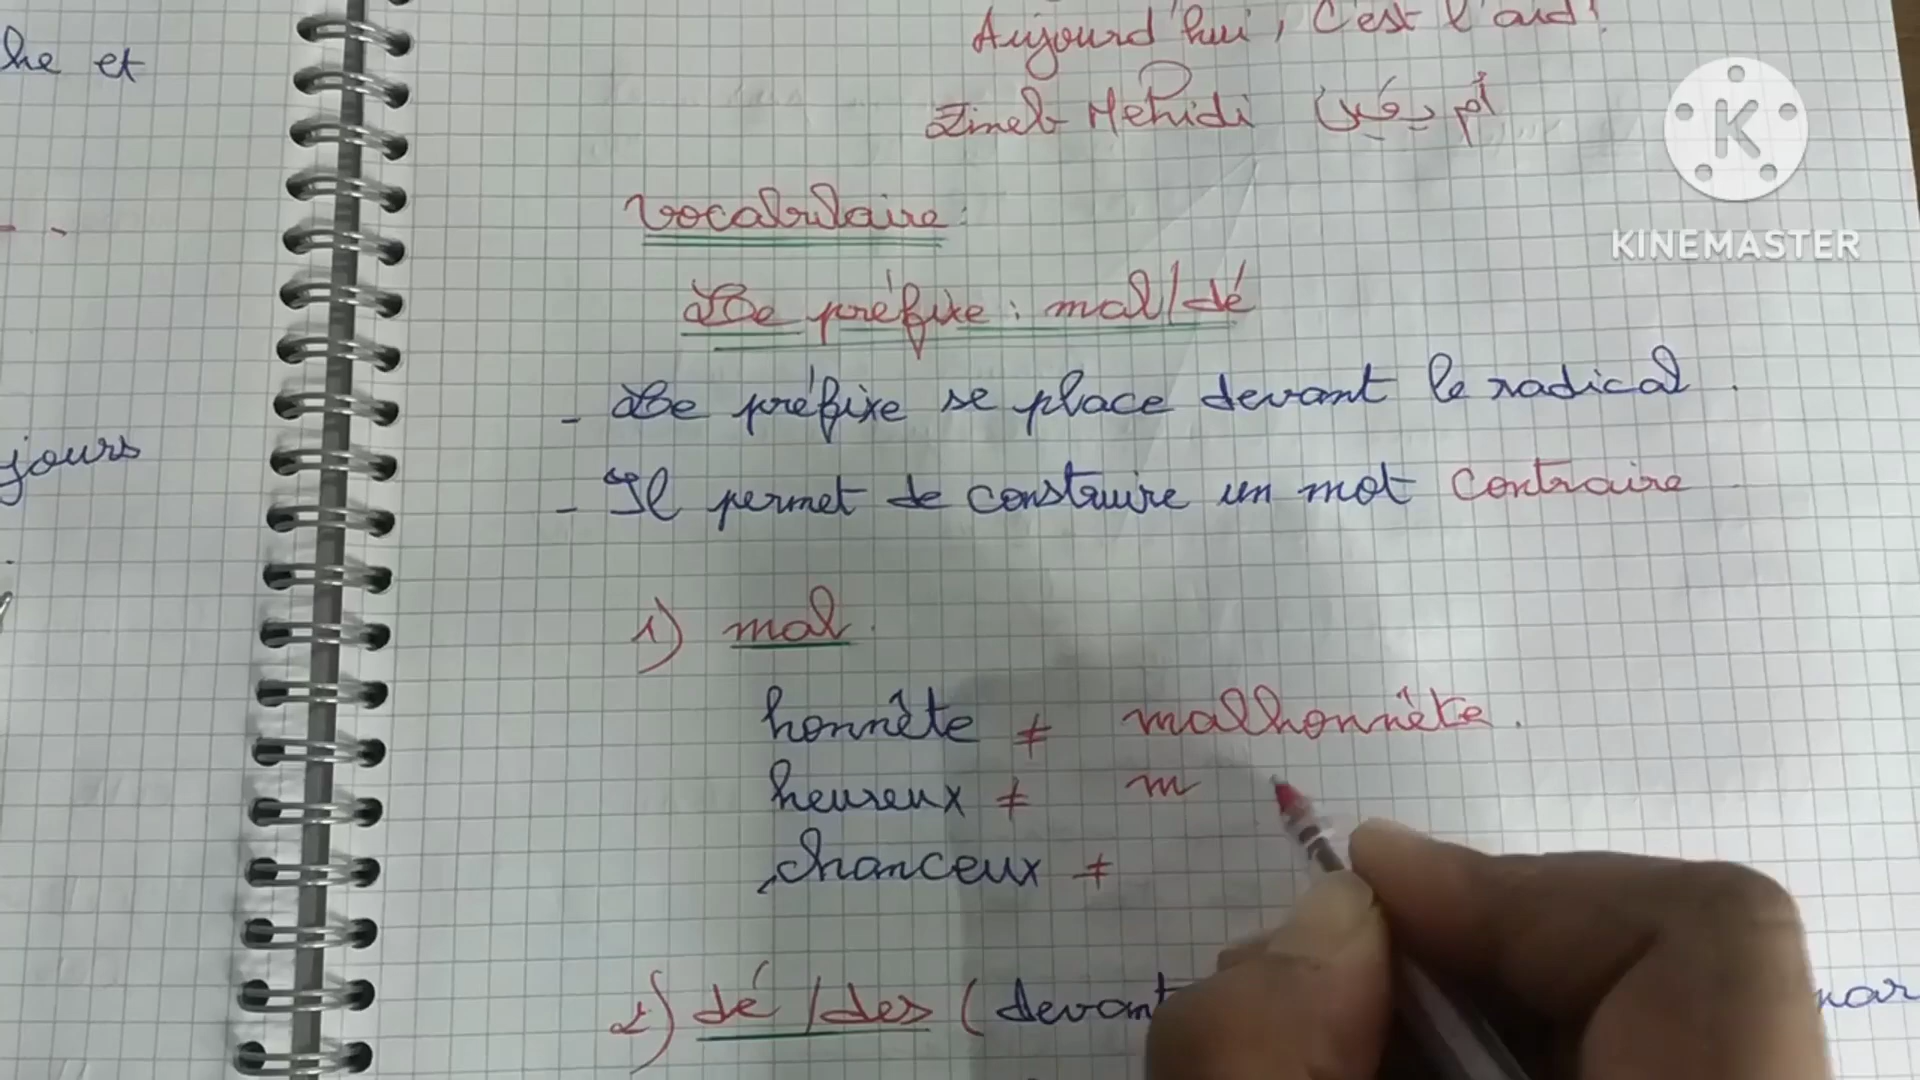 he et
jours
Aujourd'hui, c'est l'aid!
Zineb Mehidi أم يقين
KINEMASTER
Vocabulaire:
Le préfixe: mal/dé
- Le préfixe se place devant le radical.
- Il permet de construire un mot contraire
1) mal.
honnête ≠ malhonnête.
heureux ≠ m
chanceux ≠
2) dé/des (devant par